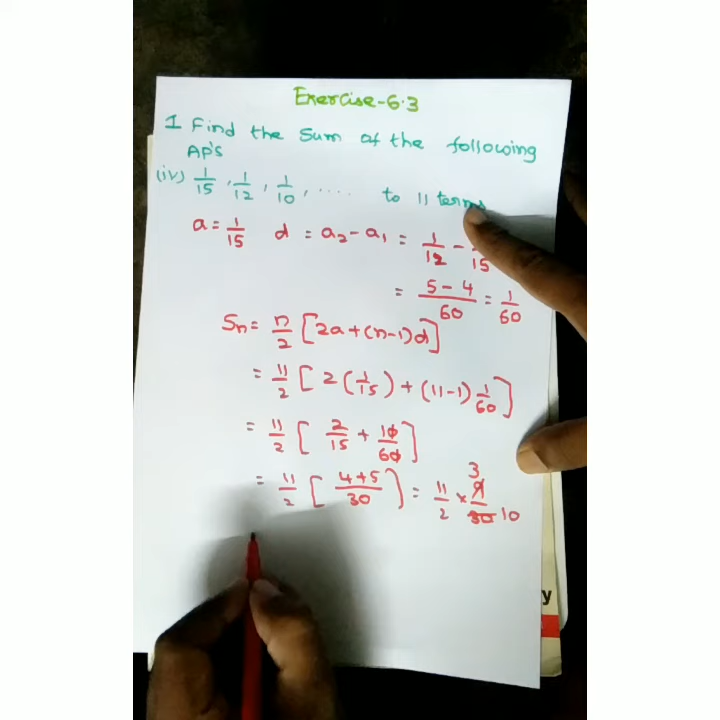 Exercise-6.3
1 Find the Sum of the following
AP's
(iv) 1/15, 1/12, 1/10, .... to 11 terms
a = 1/15 d = a₂ - a₁ = 1/12 - /15
= 5-4/60 = 1/60
Sn = n/2 [2a+(n-1)d]
= 11/2 [2(1/15) + (11-1) 1/60]
= 11/2 [2/15 + 10/60]
= 11/2 [4+5/30] = 11/2 × 9/30 3 10
y